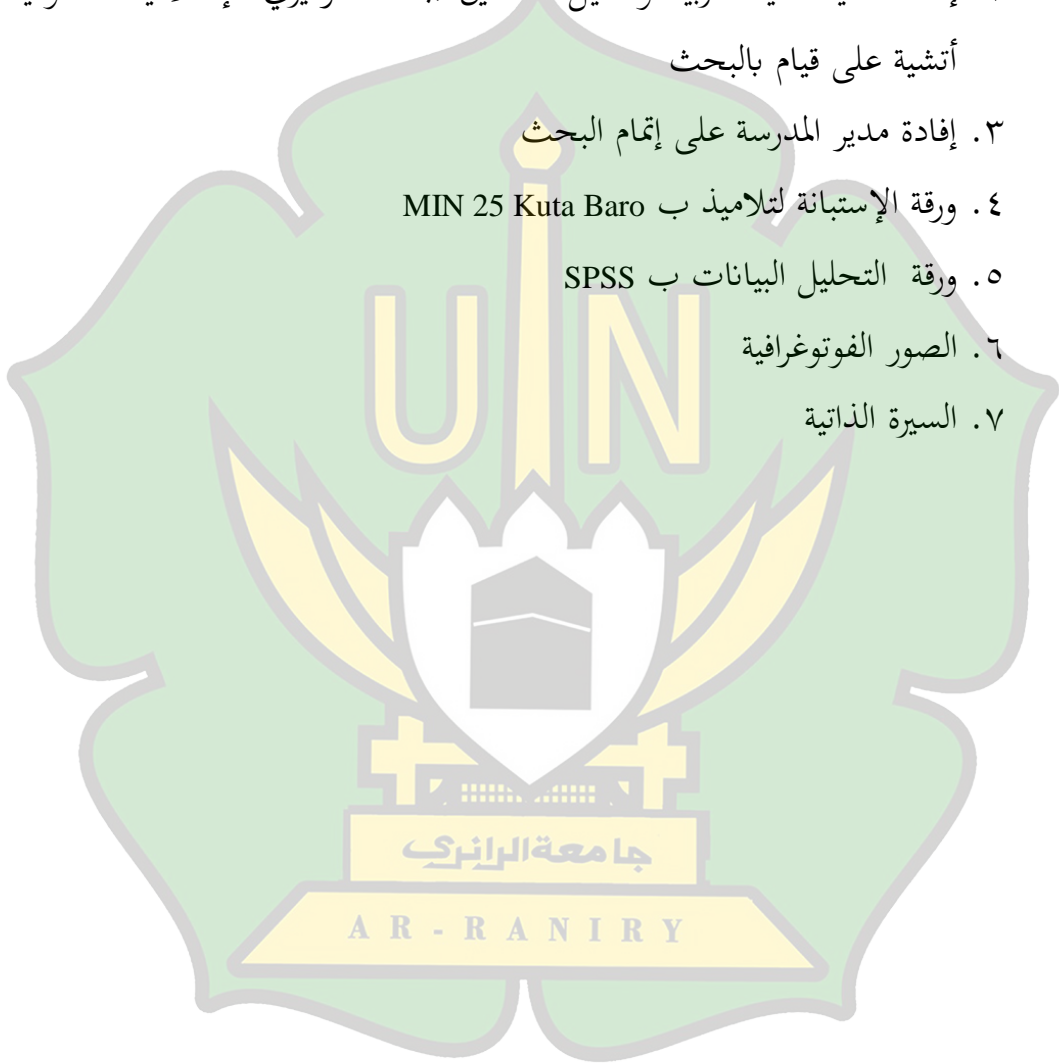 أتشية على قيام بالبحث
٣. إفادة مدير المدرسة على إتمام البحث
٤. ورقة الإستبانة لتلاميذ ب MIN 25 Kuta Baro
٥. ورقة التحليل البيانات ب SPSS
٦. الصور الفوتوغرافية
٧. السيرة الذاتية
UIN
جامعة الرانري
AR-RANIRY